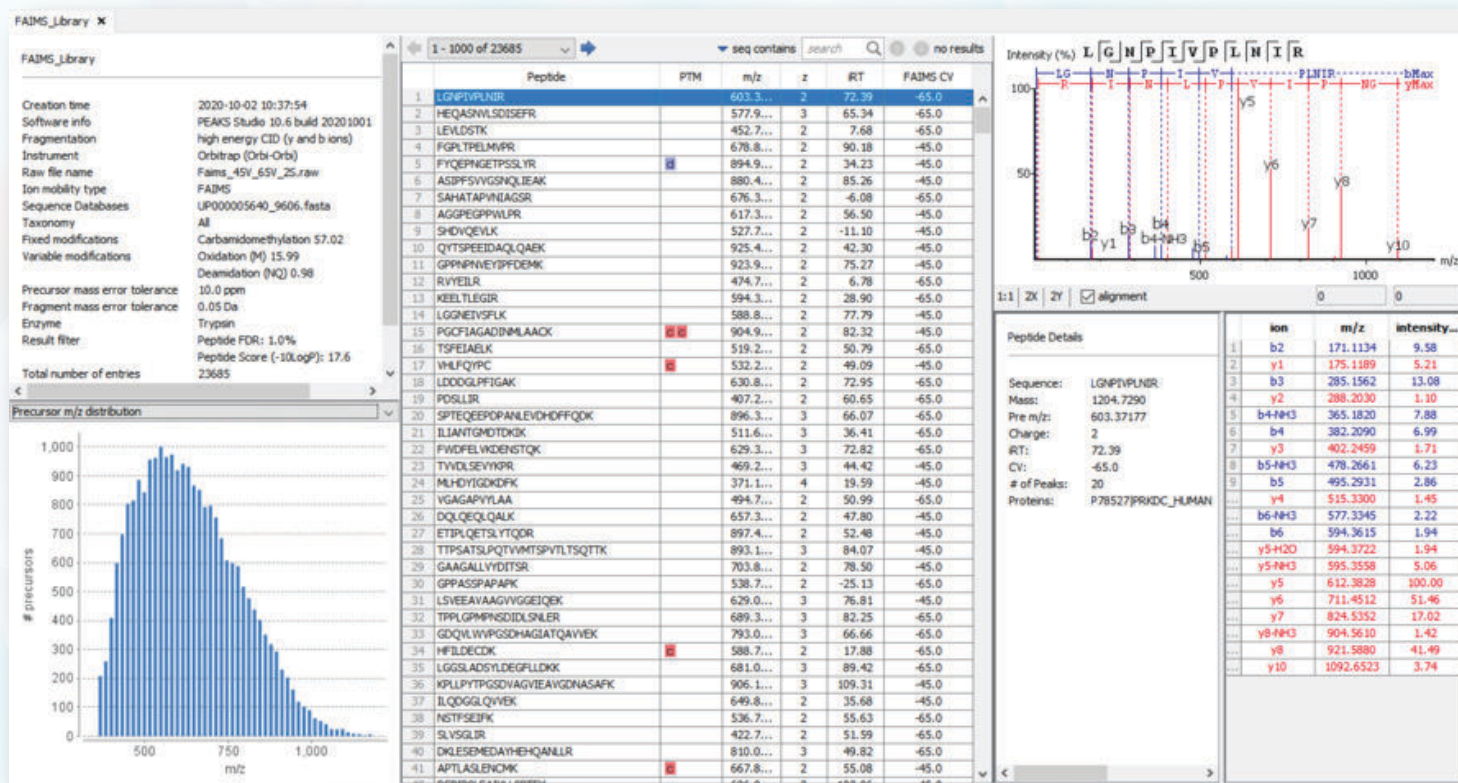 FAIMS_Library
FAIMS_Library
Creation time 2020-10-02 10:37:54
Software info PEAKS Studio 10.6 build 20201001
Fragmentation high energy CID (y and b ions)
Instrument Orbitrap (Orbi-Orbi)
Raw file name Faims_45V_65V_2S.raw
Ion mobility type FAIMS
Sequence Databases UP000005640_9606.fasta
Taxonomy All
Fixed modifications Carbamidomethylation 57.02
Variable modifications Oxidation (M) 15.99
Deamidation (NQ) 0.98
Precursor mass error tolerance 10.0 ppm
Fragment mass error tolerance 0.05 Da
Enzyme Trypsin
Result filter Peptide FDR: 1.0%
Peptide Score (-10LogP): 17.6
Total number of entries 23685
Precursor m/z distribution
# precursors
1,000
900
800
700
600
500
400
300
200
100
0
500 750 1,000
m/z
1 - 1000 of 23685 seq contains search no results
Peptide PTM m/z z iRT FAIMS CV
1 LGNPIVPLNIR 603.3... 2 72.39 -65.0
2 HEQASNVLSDISEFR 577.9... 3 65.34 -65.0
3 LEVLDSTK 452.7... 2 7.68 -65.0
4 FGPLTPELMVPR 678.8... 2 90.18 -65.0
5 FYQEPNGETPSSLYR d 894.9... 2 34.23 -45.0
6 ASIPFSVVGSNQLIEAK 880.4... 2 85.26 -45.0
7 SAHATAPVNIAGSR 676.3... 2 -6.08 -45.0
8 AGGPEGPPWLPR 617.3... 2 56.50 -45.0
9 SHDVQEVLK 527.7... 2 -11.10 -45.0
10 QYTSPEEIDAQLQAEK 925.4... 2 42.30 -45.0
11 GPPNPNVEYIPFDEMK 923.9... 2 75.27 -45.0
12 RVYEILR 474.7... 2 6.78 -65.0
13 KEELTLEGIR 594.3... 2 28.90 -65.0
14 LGGNEIVSFLK 588.8... 2 77.79 -65.0
15 PGCFIAGADINMLAACK c c 904.9... 2 82.32 -45.0
16 TSFEIAELK 519.2... 2 50.79 -65.0
17 VHLFQYPC c 532.2... 2 49.09 -45.0
18 LDDDGLPFIGAK 630.8... 2 72.95 -45.0
19 PDSLLIR 407.2... 2 60.65 -45.0
20 SPTEQEEPDPANLEVDHDFFQDK 896.3... 3 66.07 -65.0
21 ILIANTGMDTDKIK 511.6... 3 36.41 -65.0
22 FWDFELVKDENSTQK 629.3... 3 72.82 -65.0
23 TVVDLSEVYKPR 469.2... 3 44.42 -45.0
24 MLHDYIGDKDFK 371.1... 4 19.59 -65.0
25 VGAGAPVYLAA 494.7... 2 50.99 -65.0
26 DQLQEQLQALK 657.3... 2 47.80 -65.0
27 ETIPLQETSLYTQDR 897.4... 2 52.48 -45.0
28 TTPSATSLPQTVVMTSPVTLTSQTTK 893.1... 3 84.07 -45.0
29 GAAGALLVYDITSR 703.8... 2 78.50 -45.0
30 GPPASSPAPAPK 538.7... 2 -25.13 -65.0
31 LSVEEAVAAGVVGGEIQEK 629.0... 3 76.81 -45.0
32 TPPLGPMPNSDIDLSNLER 689.3... 3 82.25 -65.0
33 GDQVLWVPGSDHAGIATQAVVEK 793.0... 3 66.66 -45.0
34 HFILDECDK c 588.7... 2 17.88 -65.0
35 LGGSLADSYLDEGFLLDKK 681.0... 3 89.42 -45.0
36 KPLLPYTPGSDVAGVIEAVGDNASAFK 906.1... 3 109.31 -45.0
37 ILQDGGLQVVEK 649.8... 2 35.68 -45.0
38 NSTFSEIFK 536.7... 2 55.63 -65.0
39 SLVSGLIR 422.7... 2 51.59 -65.0
40 DKLESEMEDAYHEHQANLLR 810.0... 3 49.82 -65.0
41 APTLASLENCMK c 667.8... 2 55.08 -45.0
Intensity (%) L G N P I V P L N I R
LG N P I V PLNIR bMax
R I N L P V I P NG yMax
100
50
y5 y6 y8 y7 y10 b2 y1 b3 b4 b4-NH3 b5
500 1000 m/z
1:1 2X 2Y alignment 0 0
Peptide Details
Sequence: LGNPIVPLNIR
Mass: 1204.7290
Pre m/z: 603.37177
Charge: 2
iRT: 72.39
CV: -65.0
# of Peaks: 20
Proteins: P78527|PRKDC_HUMAN
ion m/z intensity...
1 b2 171.1134 9.58
2 y1 175.1189 5.21
3 b3 285.1562 13.08
4 y2 288.2030 1.10
5 b4-NH3 365.1820 7.88
6 b4 382.2090 6.99
7 y3 402.2459 1.71
8 b5-NH3 478.2661 6.23
9 b5 495.2931 2.86
... y4 515.3300 1.45
... b6-NH3 577.3345 2.22
... b6 594.3615 1.94
... y5-H2O 594.3722 1.94
... y5-NH3 595.3558 5.06
... y5 612.3828 100.00
... y6 711.4512 51.46
... y7 824.5352 17.02
... y8-NH3 904.5610 1.42
... y8 921.5880 41.49
... y10 1092.6523 3.74